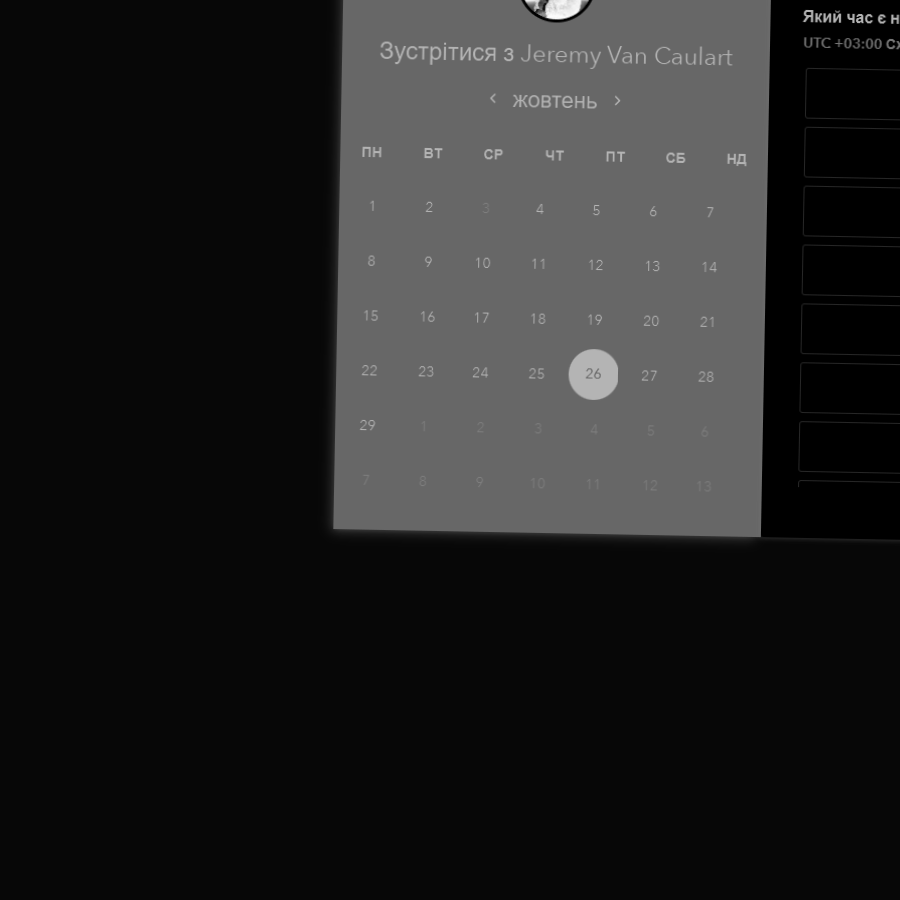 Зустрітися з Jeremy Van Caulart
‹ жовтень ›
ПН ВТ СР ЧТ ПТ СБ НД
1 2 3 4 5 6 7
8 9 10 11 12 13 14
15 16 17 18 19 20 21
22 23 24 25 26 27 28
29 1 2 3 4 5 6
7 8 9 10 11 12 13
Який час є н
UTC +03:00 Сх